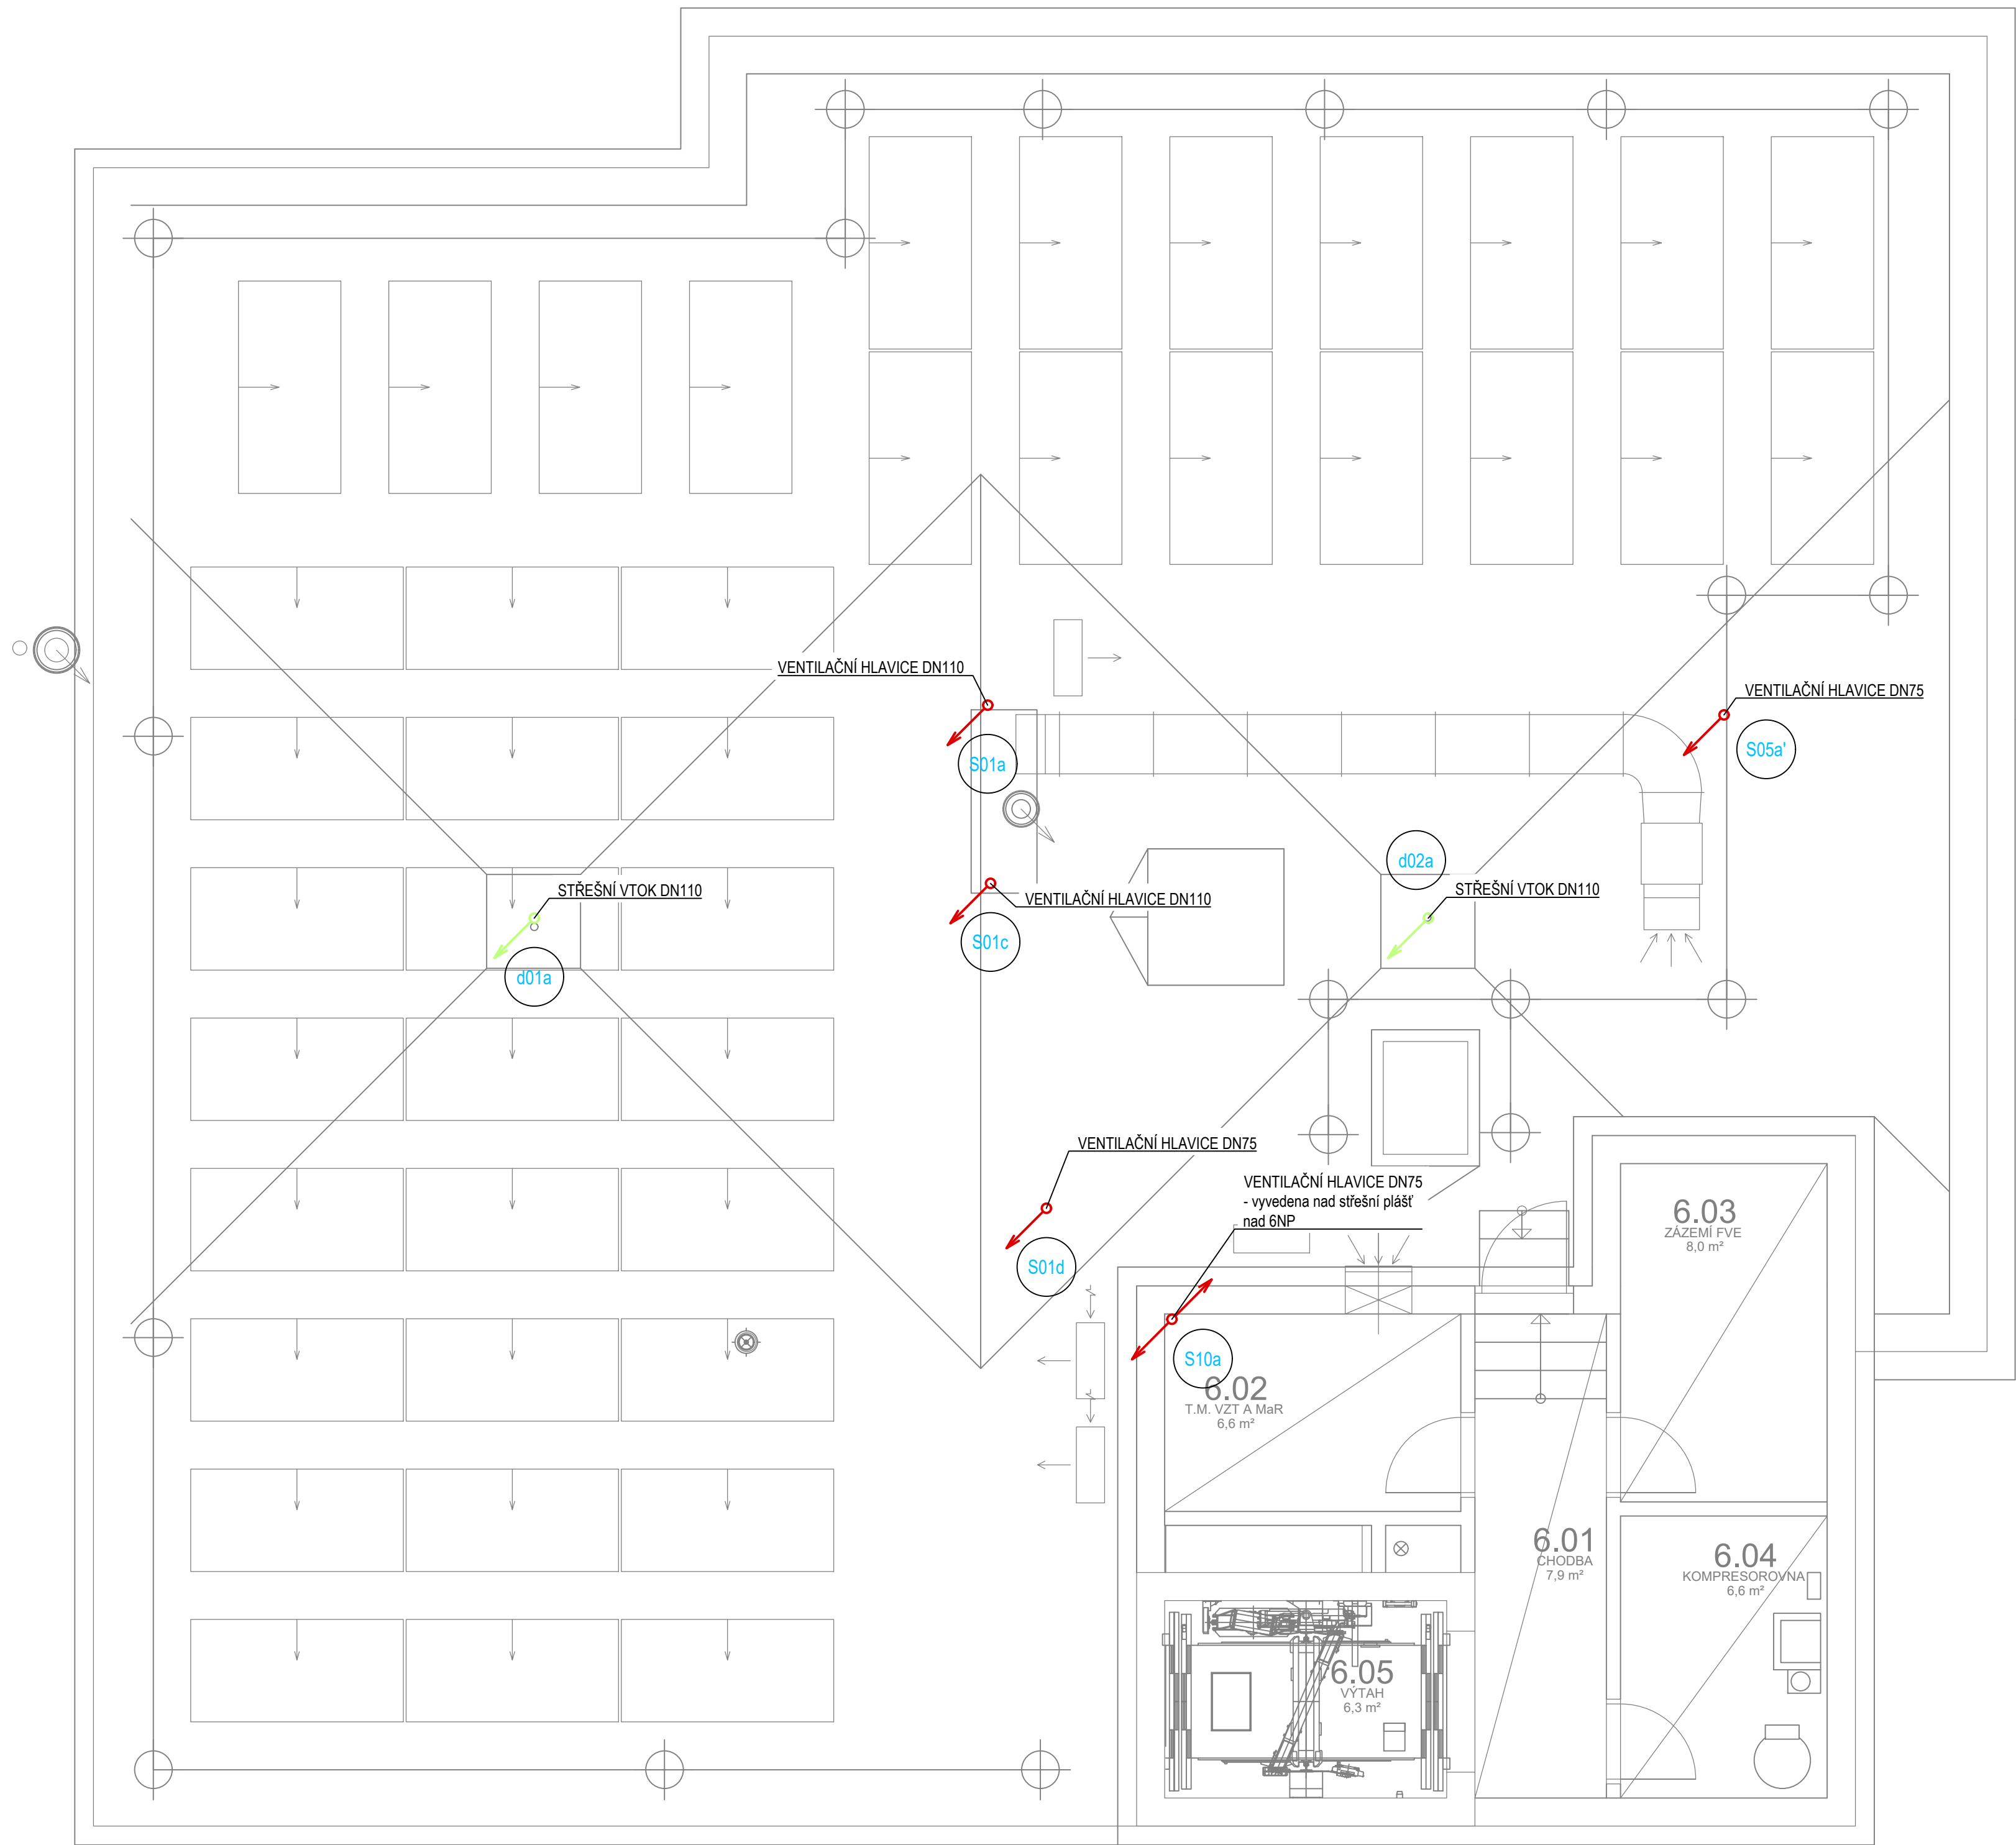 VENTILAČNÍ HLAVICE DN110
S01a
VENTILAČNÍ HLAVICE DN75
S05a'
d02a
STŘEŠNÍ VTOK DN110
d01a
VENTILAČNÍ HLAVICE DN110
S01c
STŘEŠNÍ VTOK DN110
VENTILAČNÍ HLAVICE DN75
S01d
VENTILAČNÍ HLAVICE DN75
- vyvedena nad střešní plášť
nad 6NP
S10a
6.03
ZÁZEMÍ FVE
8,0 m²
6.02
T.M. VZT A MaR
6,6 m²
6.01
CHODBA
7,9 m²
6.04
KOMPRESOROVNA
6,6 m²
6.05
VÝTAH
6,3 m²